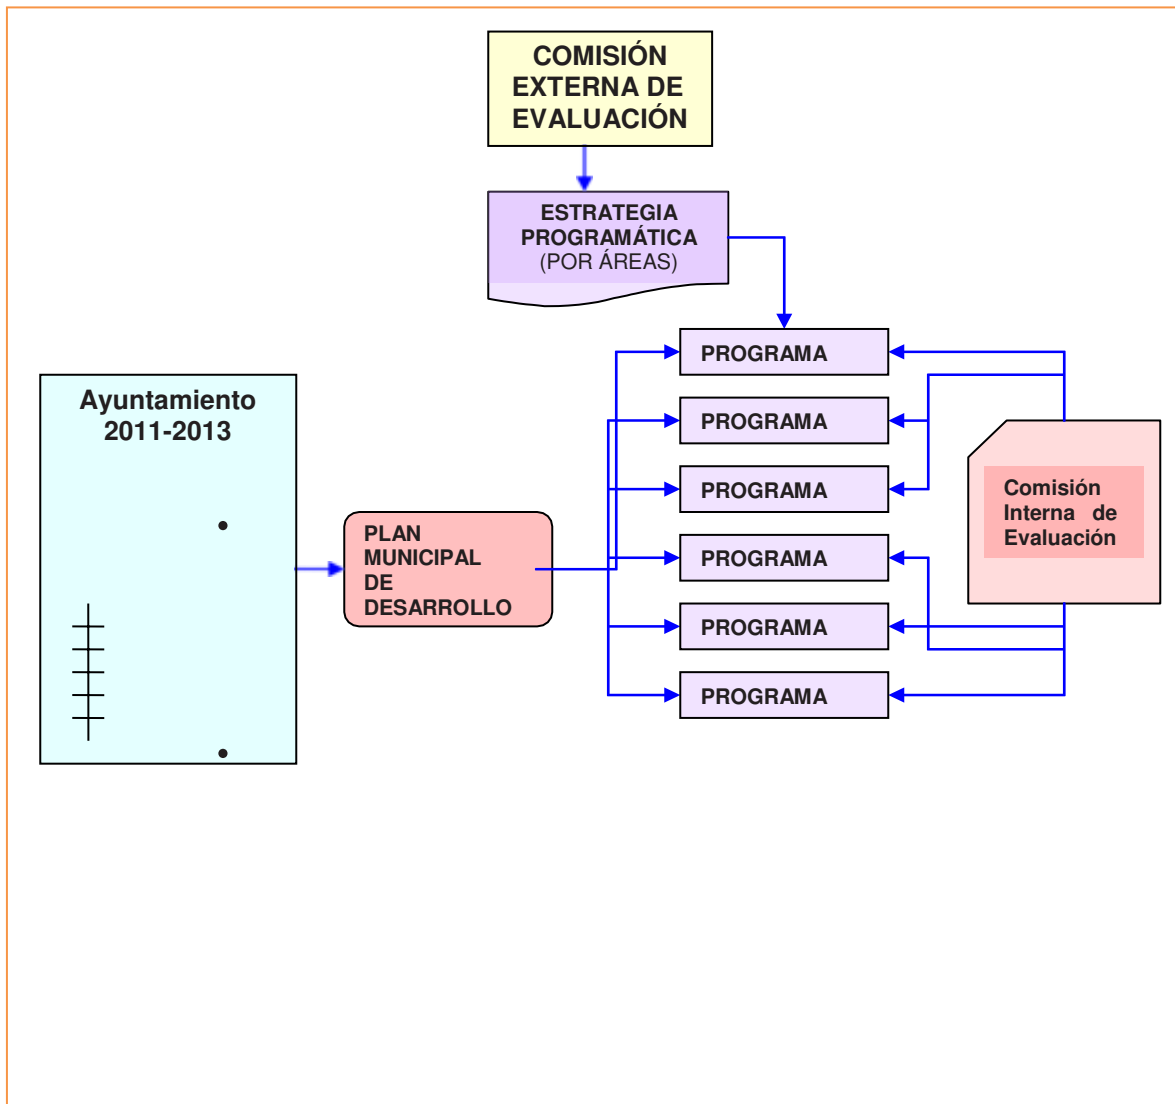 COMISIÓN
EXTERNA DE
EVALUACIÓN
ESTRATEGIA
PROGRAMÁTICA
(POR ÁREAS)
PROGRAMA
PROGRAMA
PROGRAMA
PROGRAMA
PROGRAMA
PROGRAMA
Ayuntamiento
2011-2013
PLAN
MUNICIPAL
DE
DESARROLLO
Comisión
Interna de
Evaluación